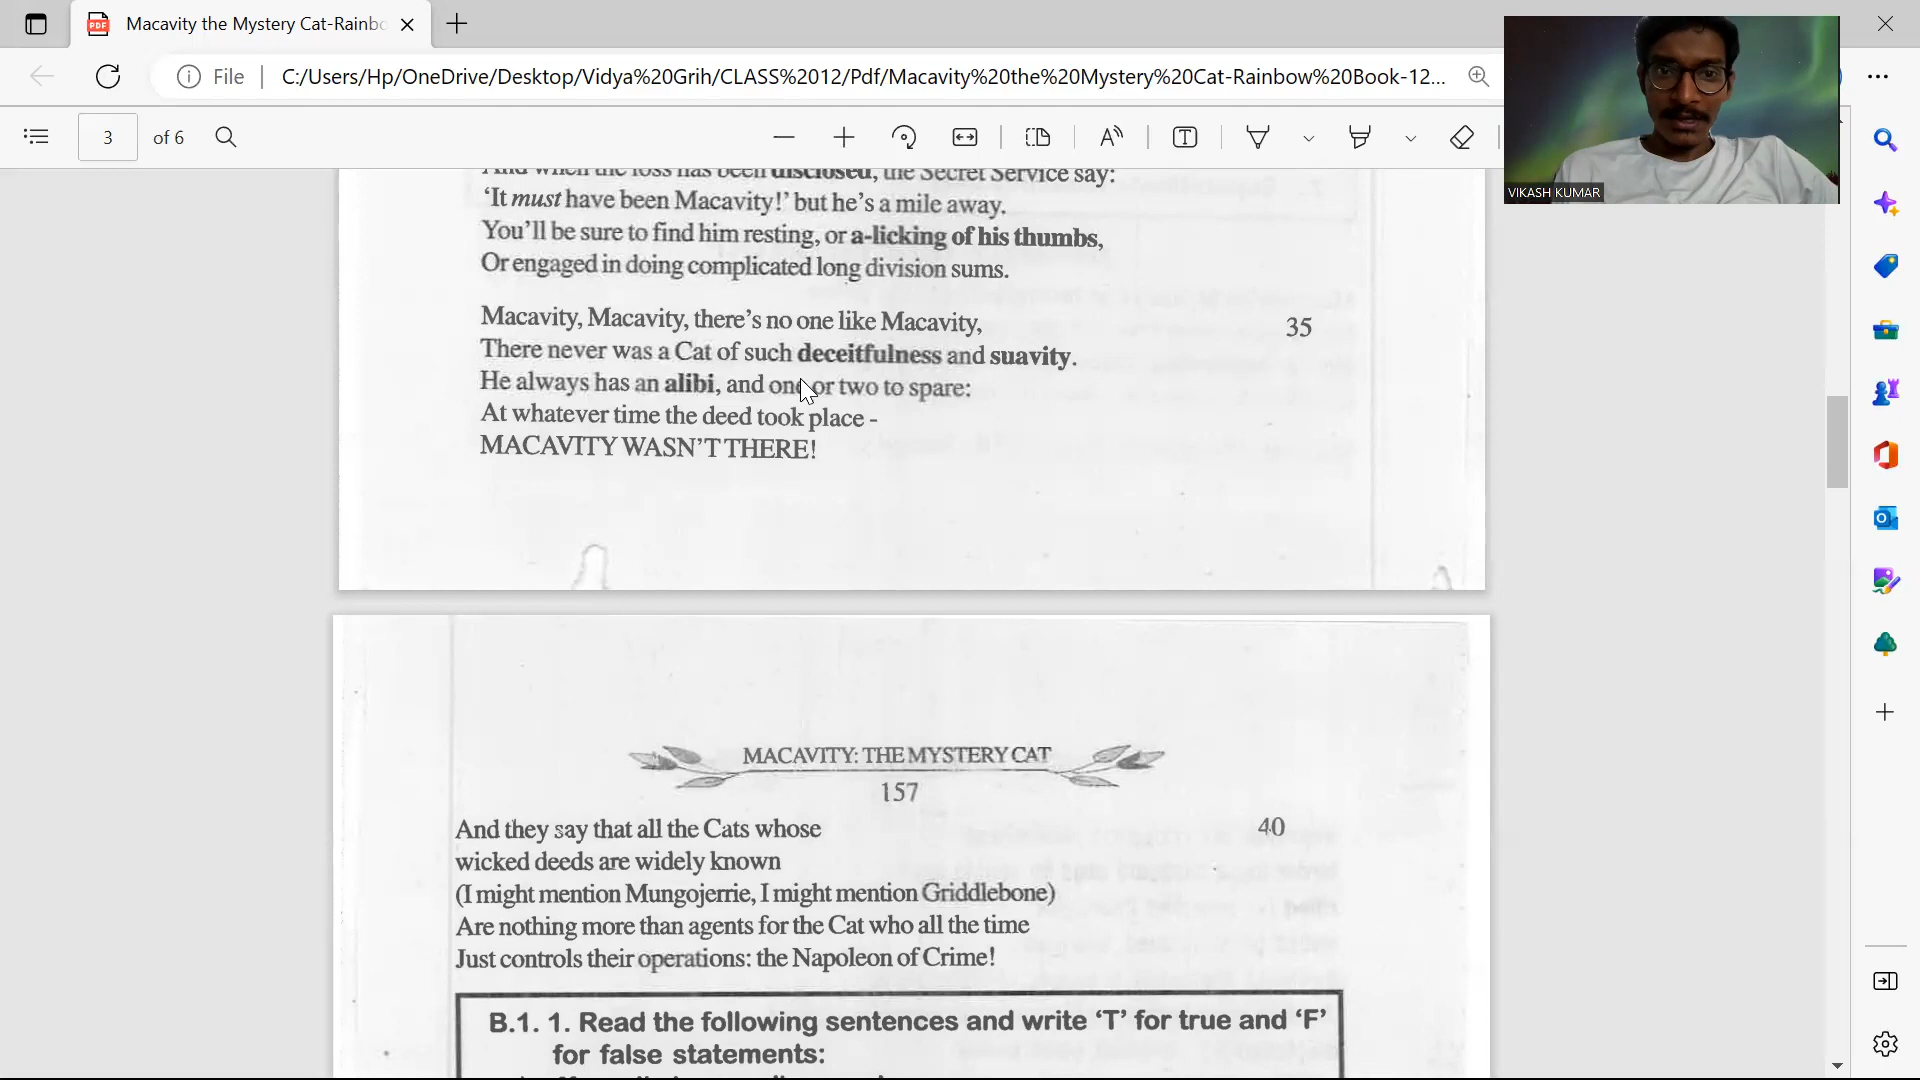 Macavity the Mystery Cat-Rainbo
File
C:/Users/Hp/OneDrive/Desktop/Vidya%20Grih/CLASS%2012/Pdf/Macavity%20the%20Mystery%20Cat-Rainbow%20Book-12...
3 of 6
VIKASH KUMAR
And when the loss has been disclosed, the Secret Service say:
‘It must have been Macavity!’ but he’s a mile away.
You’ll be sure to find him resting, or a-licking of his thumbs,
Or engaged in doing complicated long division sums.
Macavity, Macavity, there’s no one like Macavity, 35
There never was a Cat of such deceitfulness and suavity.
He always has an alibi, and one or two to spare:
At whatever time the deed took place -
MACAVITY WASN’T THERE!
MACAVITY: THE MYSTERY CAT
157
And they say that all the Cats whose 40
wicked deeds are widely known
(I might mention Mungojerrie, I might mention Griddlebone)
Are nothing more than agents for the Cat who all the time
Just controls their operations: the Napoleon of Crime!
B.1. 1. Read the following sentences and write ‘T’ for true and ‘F’
for false statements: